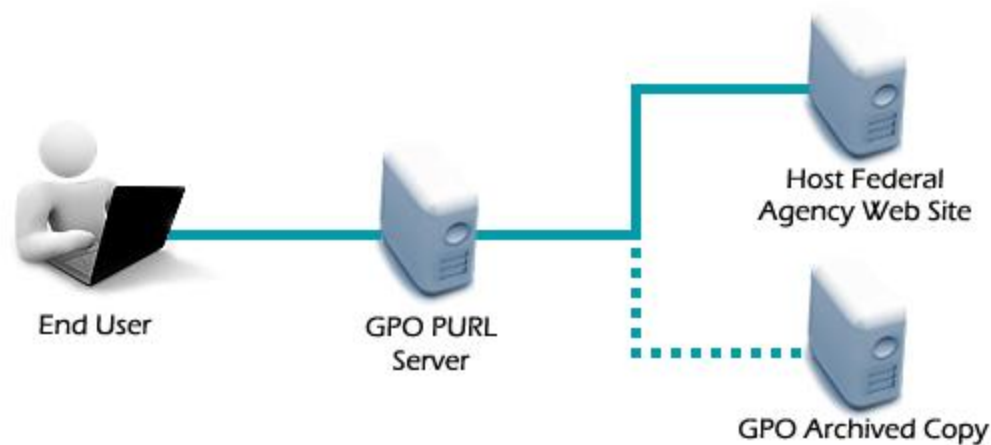 End User
GPO PURL
Server
Host Federal
Agency Web Site
GPO Archived Copy